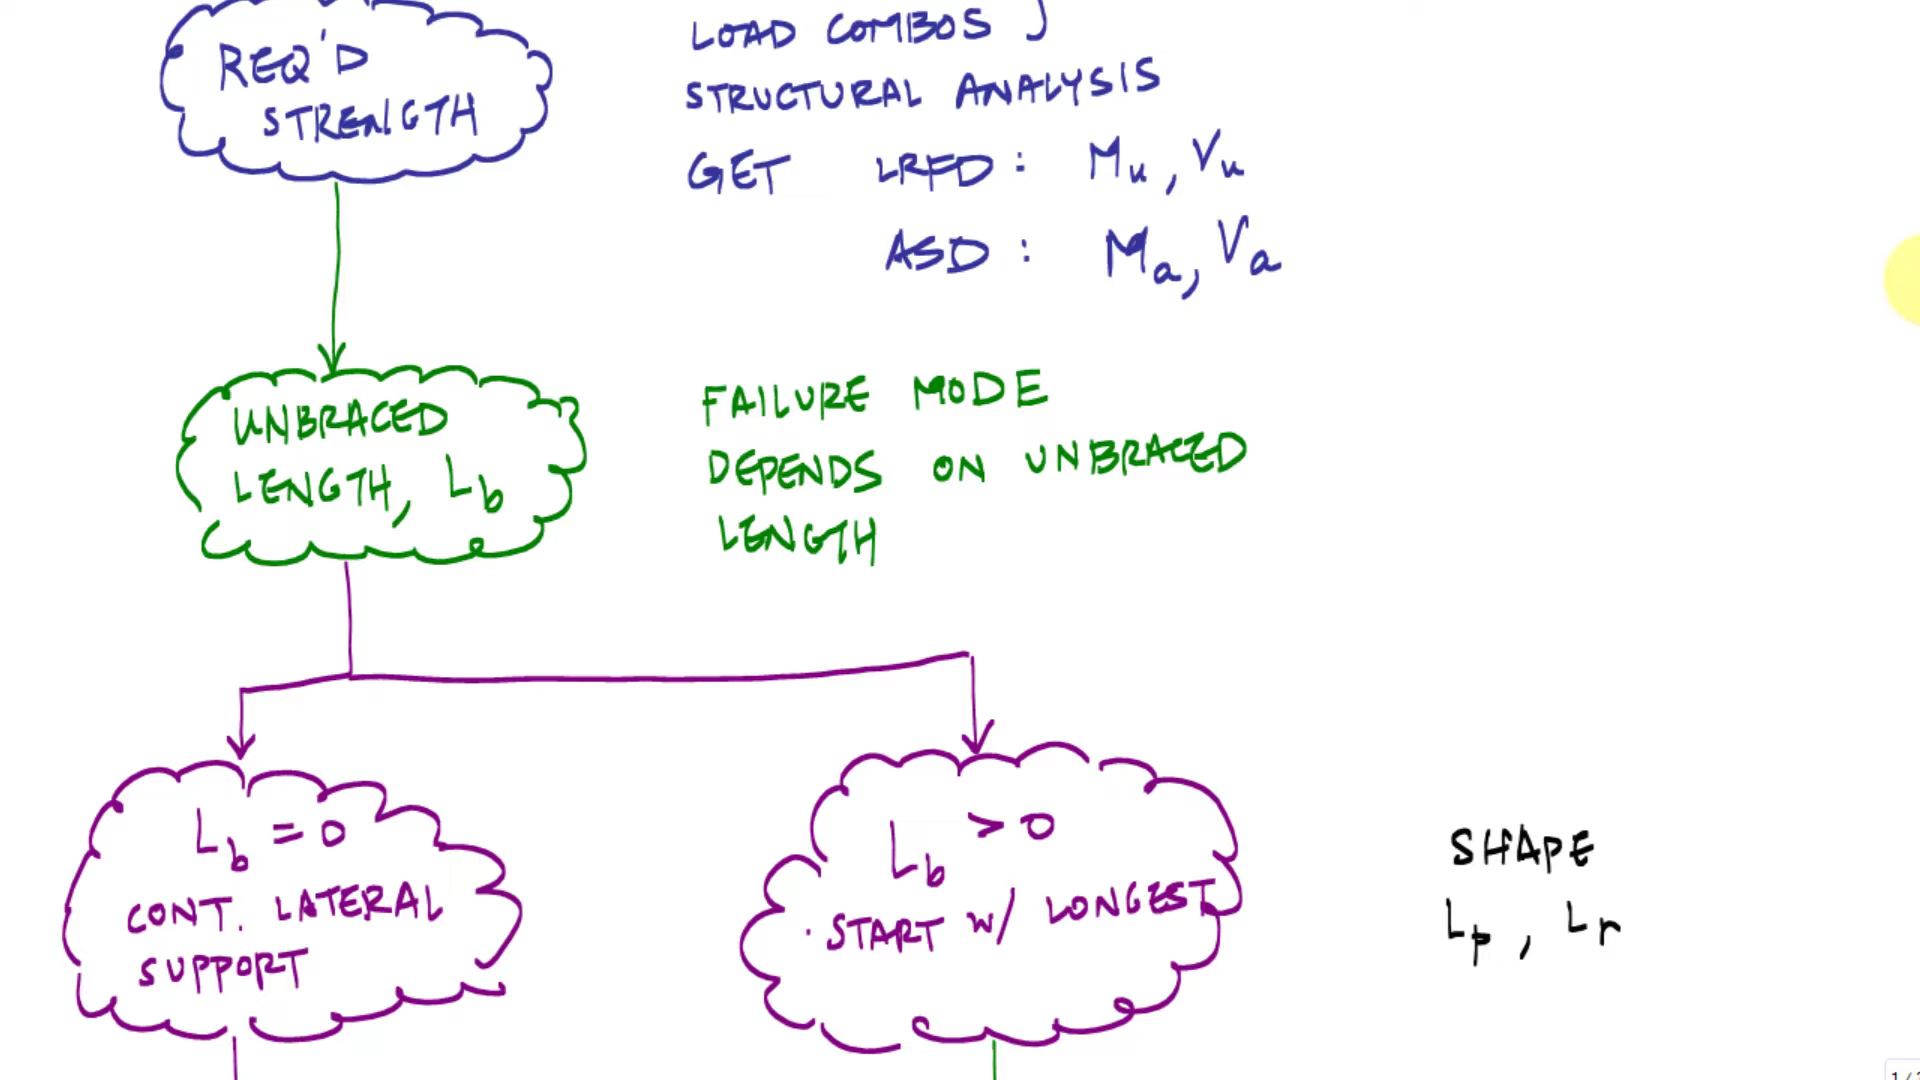 REQ'D
STRENGTH
LOAD COMBOS
STRUCTURAL ANALYSIS
GET LRFD : Mu, Vu
ASD : Ma, Va
UNBRACED
LENGTH, Lb
FAILURE MODE
DEPENDS ON UNBRACED
LENGTH
Lb = 0
CONT. LATERAL
SUPPORT
Lb > 0
· START W/ LONGEST
SHAPE
Lp, Lr